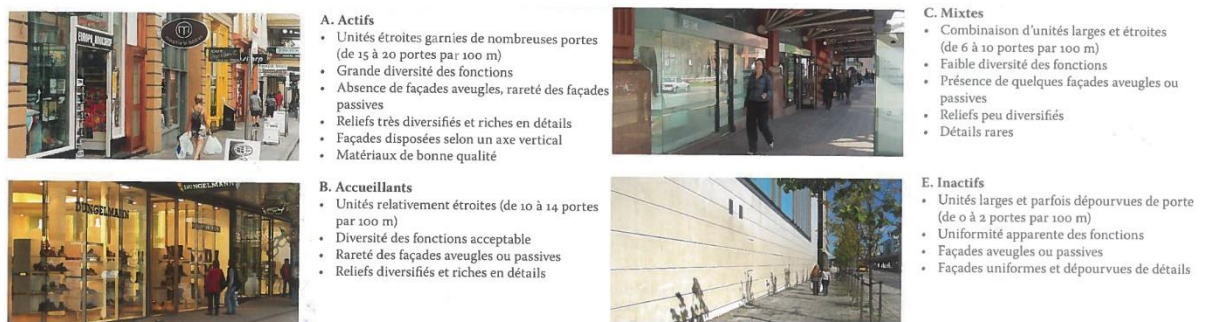 A. Actifs
• Unités étroites garnies de nombreuses portes
(de 15 à 20 portes par 100 m)
• Grande diversité des fonctions
• Absence de façades aveugles, rareté des façades
passives
• Reliefs très diversifiés et riches en détails
• Façades disposées selon un axe vertical
• Matériaux de bonne qualité
B. Accueillants
• Unités relativement étroites (de 10 à 14 portes
par 100 m)
• Diversité des fonctions acceptable
• Rareté des façades aveugles ou passives
• Reliefs diversifiés et riches en détails
C. Mixtes
• Combinaison d'unités larges et étroites
(de 6 à 10 portes par 100 m)
• Faible diversité des fonctions
• Présence de quelques façades aveugles ou
passives
• Reliefs peu diversifiés
• Détails rares
E. Inactifs
• Unités larges et parfois dépourvues de porte
(de 0 à 2 portes par 100 m)
• Uniformité apparente des fonctions
• Façades aveugles ou passives
• Façades uniformes et dépourvues de détails
EUROPA BOOKSHOP
DUNGELMANN
DUNGELMANN